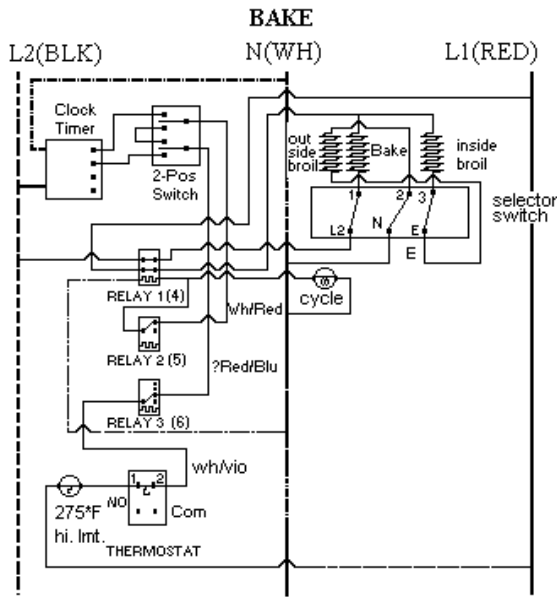 BAKE
L2(BLK) N(WH) L1(RED)
Clock
Timer
2-Pos
Switch
out
side
broil
Bake
inside
broil
1 2 3
L2 N E
selector
switch
E
RELAY 1(4)
cycle
Wh/Red
RELAY 2 (5)
?Red/Blu
RELAY 3 (6)
wh/vio
1 2
NO
Com
275*F
hi. lmt.
THERMOSTAT